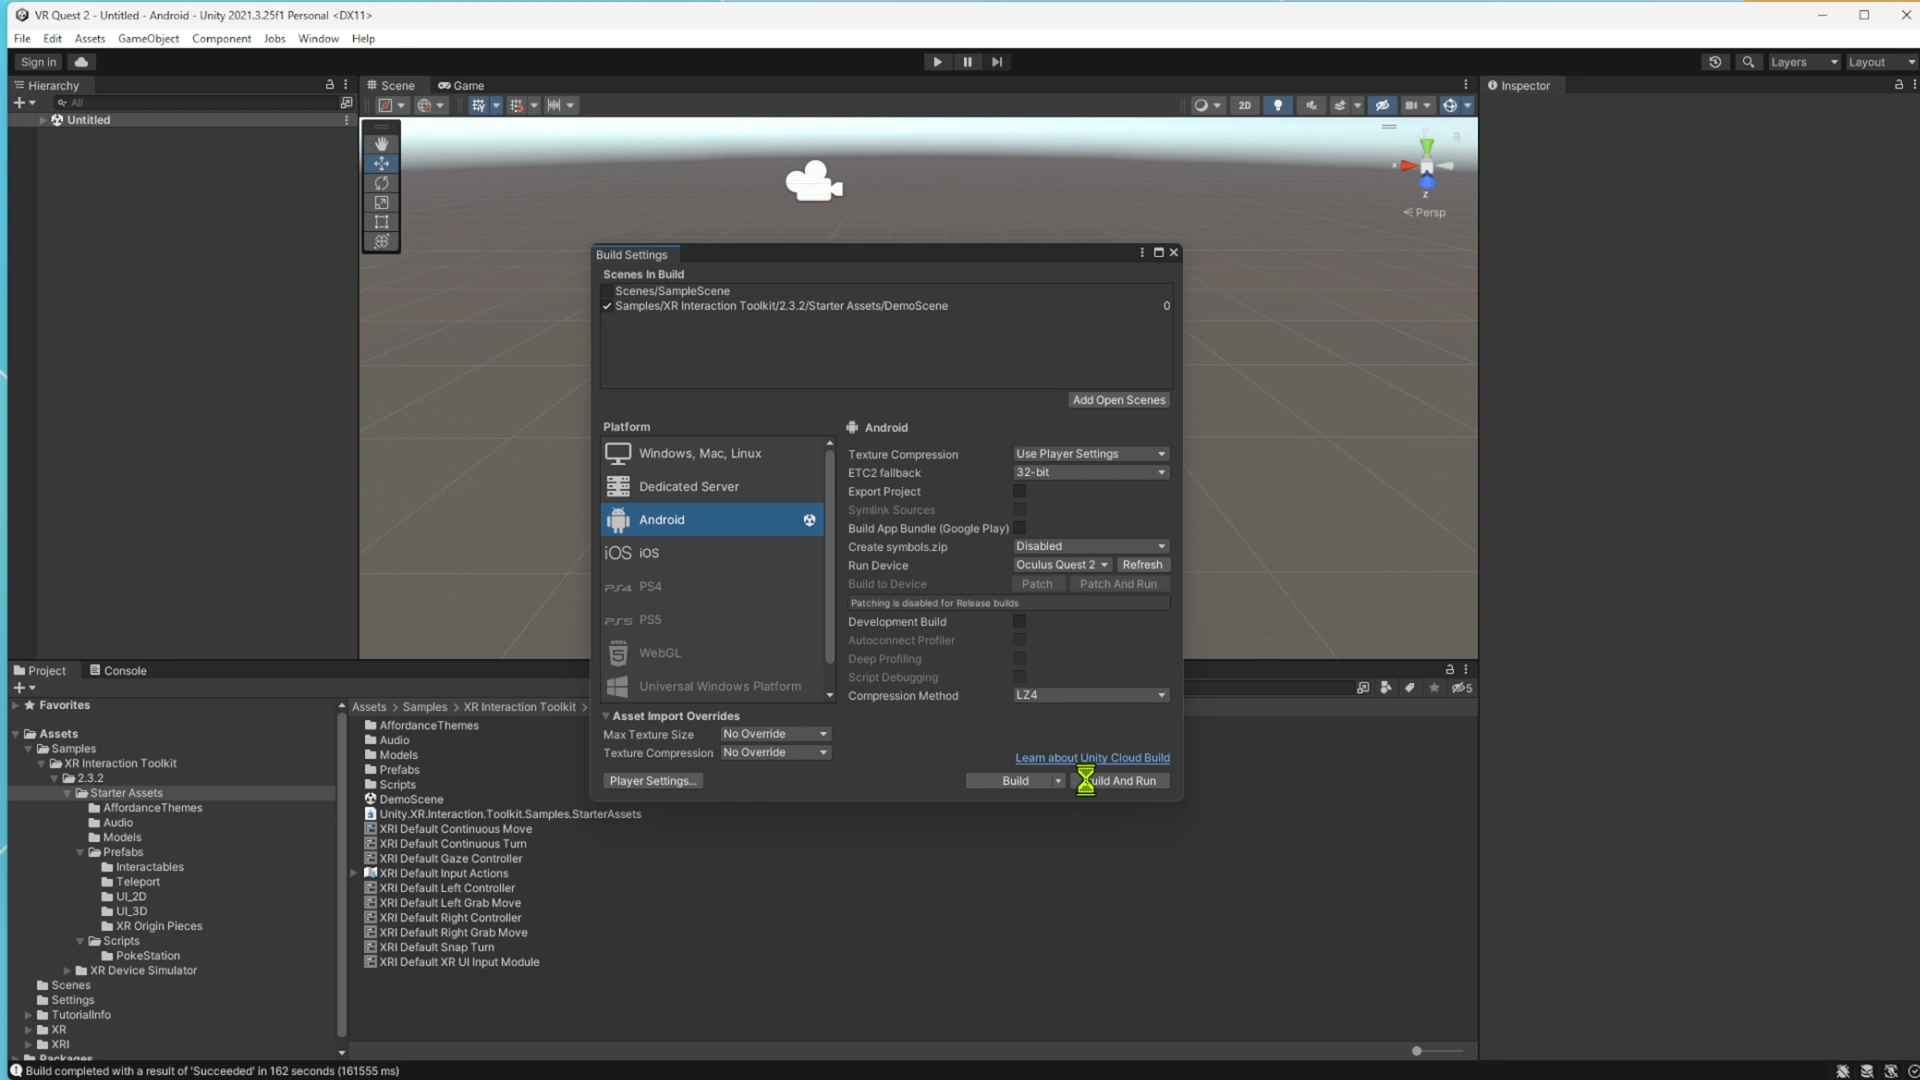 VR Quest 2 - Untitled - Android - Unity 2021.3.25f1 Personal <DX11>
File Edit Assets GameObject Component Jobs Window Help
Sign in
Layers
Layout
Hierarchy
All
Untitled
Scene
Game
2D
Inspector
x
z
Persp
Build Settings
Scenes In Build
Scenes/SampleScene
Samples/XR Interaction Toolkit/2.3.2/Starter Assets/DemoScene 0
Add Open Scenes
Platform
Windows, Mac, Linux
Dedicated Server
Android
iOS iOS
PS4 PS4
PS5 PS5
WebGL
Universal Windows Platform
Android
Texture Compression Use Player Settings
ETC2 fallback 32-bit
Export Project
Symlink Sources
Build App Bundle (Google Play)
Create symbols.zip Disabled
Run Device Oculus Quest 2 Refresh
Build to Device Patch Patch And Run
Patching is disabled for Release builds
Development Build
Autoconnect Profiler
Deep Profiling
Script Debugging
Compression Method LZ4
Asset Import Overrides
Max Texture Size No Override
Texture Compression No Override
Learn about Unity Cloud Build
Player Settings... Build And Run
Build
Project
Console
5
Favorites
Assets
Samples
XR Interaction Toolkit
2.3.2
Starter Assets
AffordanceThemes
Audio
Models
Prefabs
Interactables
Teleport
UI_2D
UI_3D
XR Origin Pieces
Scripts
PokeStation
XR Device Simulator
Scenes
Settings
TutorialInfo
XR
XRI
Packages
Assets > Samples > XR Interaction Toolkit >
AffordanceThemes
Audio
Models
Prefabs
Scripts
DemoScene
Unity.XR.Interaction.Toolkit.Samples.StarterAssets
XRI Default Continuous Move
XRI Default Continuous Turn
XRI Default Gaze Controller
XRI Default Input Actions
XRI Default Left Controller
XRI Default Left Grab Move
XRI Default Right Controller
XRI Default Right Grab Move
XRI Default Snap Turn
XRI Default XR UI Input Module
Build completed with a result of 'Succeeded' in 162 seconds (161555 ms)